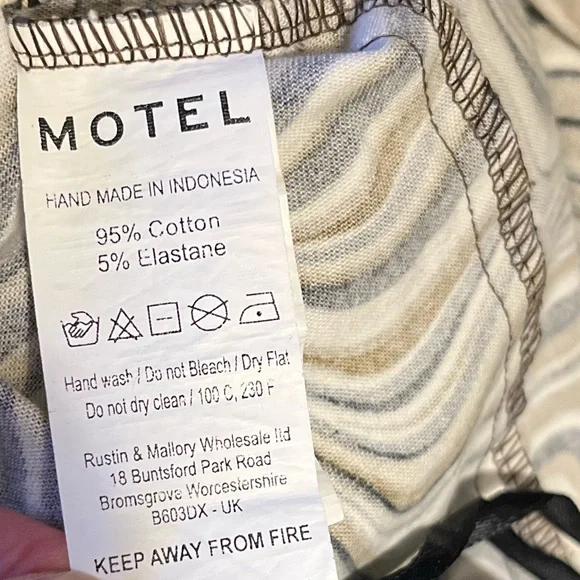 MOTEL
HAND MADE IN INDONESIA
95% Cotton
5% Elastane
Hand wash / Do not Bleach / Dry Flat
Do not dry clean / 100 C, 230 F
Rustin & Mallory Wholesale ltd
18 Buntsford Park Road
Bromsgrove Worcestershire
B603DX - UK
KEEP AWAY FROM FIRE